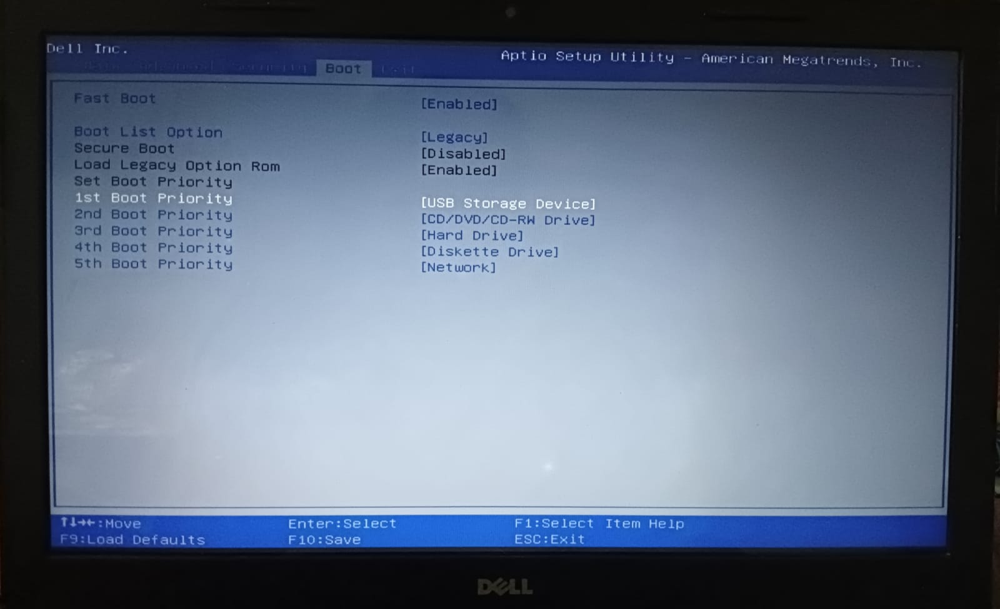 Dell Inc.
Aptio Setup Utility - American Megatrends, Inc.
Main Advanced Security Boot Exit
Fast Boot [Enabled]
Boot List Option [Legacy]
Secure Boot [Disabled]
Load Legacy Option Rom [Enabled]
Set Boot Priority
1st Boot Priority [USB Storage Device]
2nd Boot Priority [CD/DVD/CD-RW Drive]
3rd Boot Priority [Hard Drive]
4th Boot Priority [Diskette Drive]
5th Boot Priority [Network]
↑↓→←:Move Enter:Select F1:Select Item Help
F9:Load Defaults F10:Save ESC:Exit
DELL